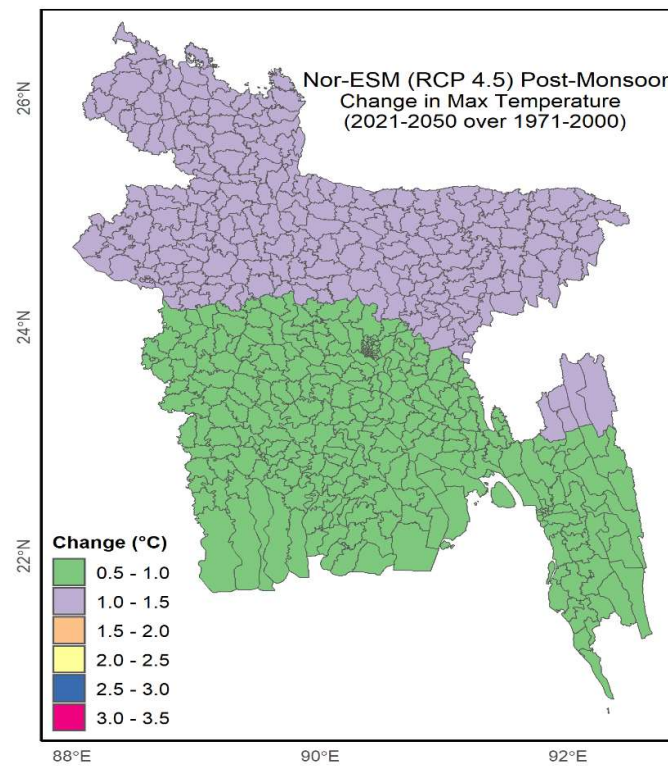 Nor-ESM (RCP 4.5) Post-Monsoon
Change in Max Temperature
(2021-2050 over 1971-2000)
26°N
24°N
22°N
Change (°C)
0.5 - 1.0
1.0 - 1.5
1.5 - 2.0
2.0 - 2.5
2.5 - 3.0
3.0 - 3.5
88°E
90°E
92°E